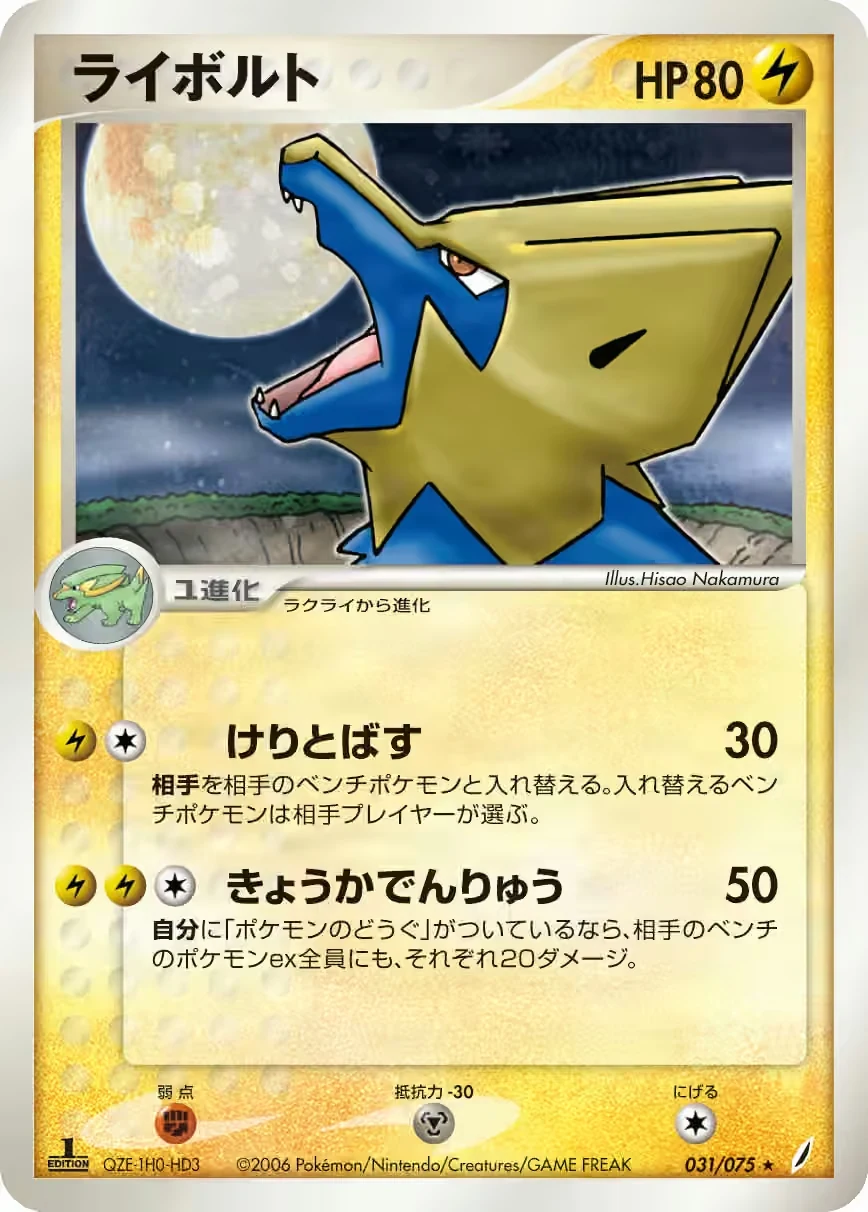 ライボルト HP80
Illus.Hisao Nakamura
1進化
ラクライから進化
けりとばす 30
相手を相手のベンチポケモンと入れ替える。入れ替えるベン
チポケモンは相手プレイヤーが選ぶ。
きょうかでんりゅう 50
自分に「ポケモンのどうぐ」がついているなら、相手のベンチ
のポケモンex全員にも、それぞれ20ダメージ。
弱点 抵抗力 -30 にげる
1 EDITION QZE-1H0-HD3 ©2006 Pokémon/Nintendo/Creatures/GAME FREAK 031/075 ★